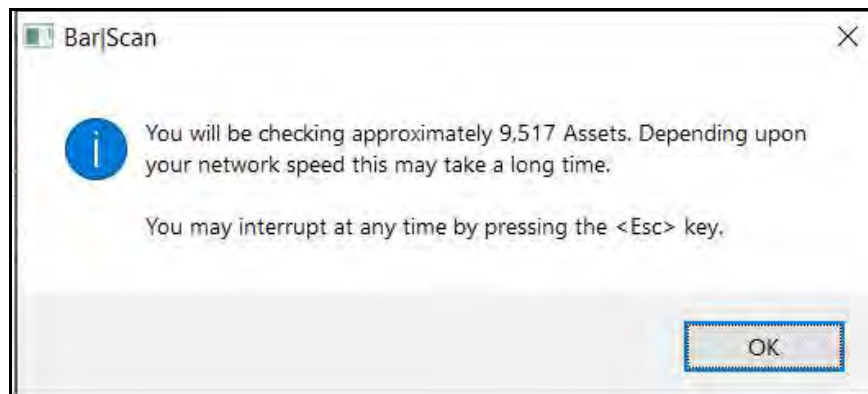 Bar|Scan
You will be checking approximately 9,517 Assets. Depending upon
your network speed this may take a long time.
You may interrupt at any time by pressing the <Esc> key.
OK